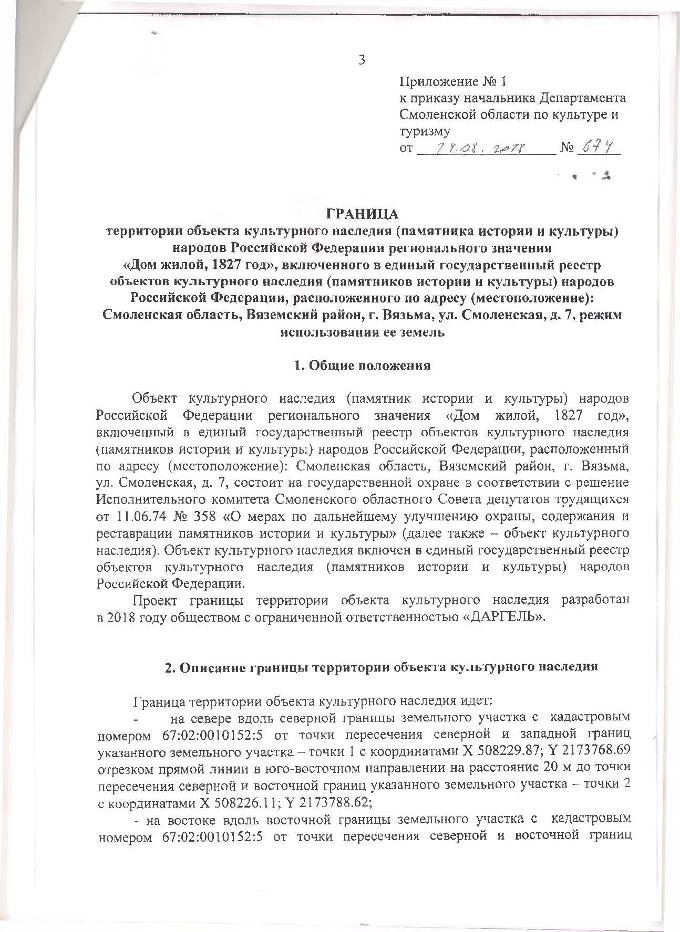 3
Приложение № 1
к приказу начальника Департамента
Смоленской области по культуре и
туризму
от 24.08.2018 № 674
ГРАНИЦА
территории объекта культурного наследия (памятника истории и культуры)
народов Российской Федерации регионального значения
«Дом жилой, 1827 год», включенного в единый государственный реестр
объектов культурного наследия (памятников истории и культуры) народов
Российской Федерации, расположенного по адресу (местоположение):
Смоленская область, Вяземский район, г. Вязьма, ул. Смоленская, д. 7, режим
использования ее земель
1. Общие положения
Объект культурного наследия (памятник истории и культуры) народов
Российской Федерации регионального значения «Дом жилой, 1827 год»,
включенный в единый государственный реестр объектов культурного наследия
(памятников истории и культуры) народов Российской Федерации, расположенный
по адресу (местоположение): Смоленская область, Вяземский район, г. Вязьма,
ул. Смоленская, д. 7, состоит на государственной охране в соответствии с решение
Исполнительного комитета Смоленского областного Совета депутатов трудящихся
от 11.06.74 № 358 «О мерах по дальнейшему улучшению охраны, содержания и
реставрации памятников истории и культуры» (далее также – объект культурного
наследия). Объект культурного наследия включен в единый государственный реестр
объектов культурного наследия (памятников истории и культуры) народов
Российской Федерации.
Проект границы территории объекта культурного наследия разработан
в 2018 году обществом с ограниченной ответственностью «ДАРГЕЛЬ».
2. Описание границы территории объекта культурного наследия
Граница территории объекта культурного наследия идет:
- на севере вдоль северной границы земельного участка с кадастровым
номером 67:02:0010152:5 от точки пересечения северной и западной границ
указанного земельного участка – точки 1 с координатами X 508229.87; Y 2173768.69
отрезком прямой линии в юго-восточном направлении на расстояние 20 м до точки
пересечения северной и восточной границ указанного земельного участка – точки 2
с координатами X 508226.11; Y 2173788.62;
- на востоке вдоль восточной границы земельного участка с кадастровым
номером 67:02:0010152:5 от точки пересечения северной и восточной границ